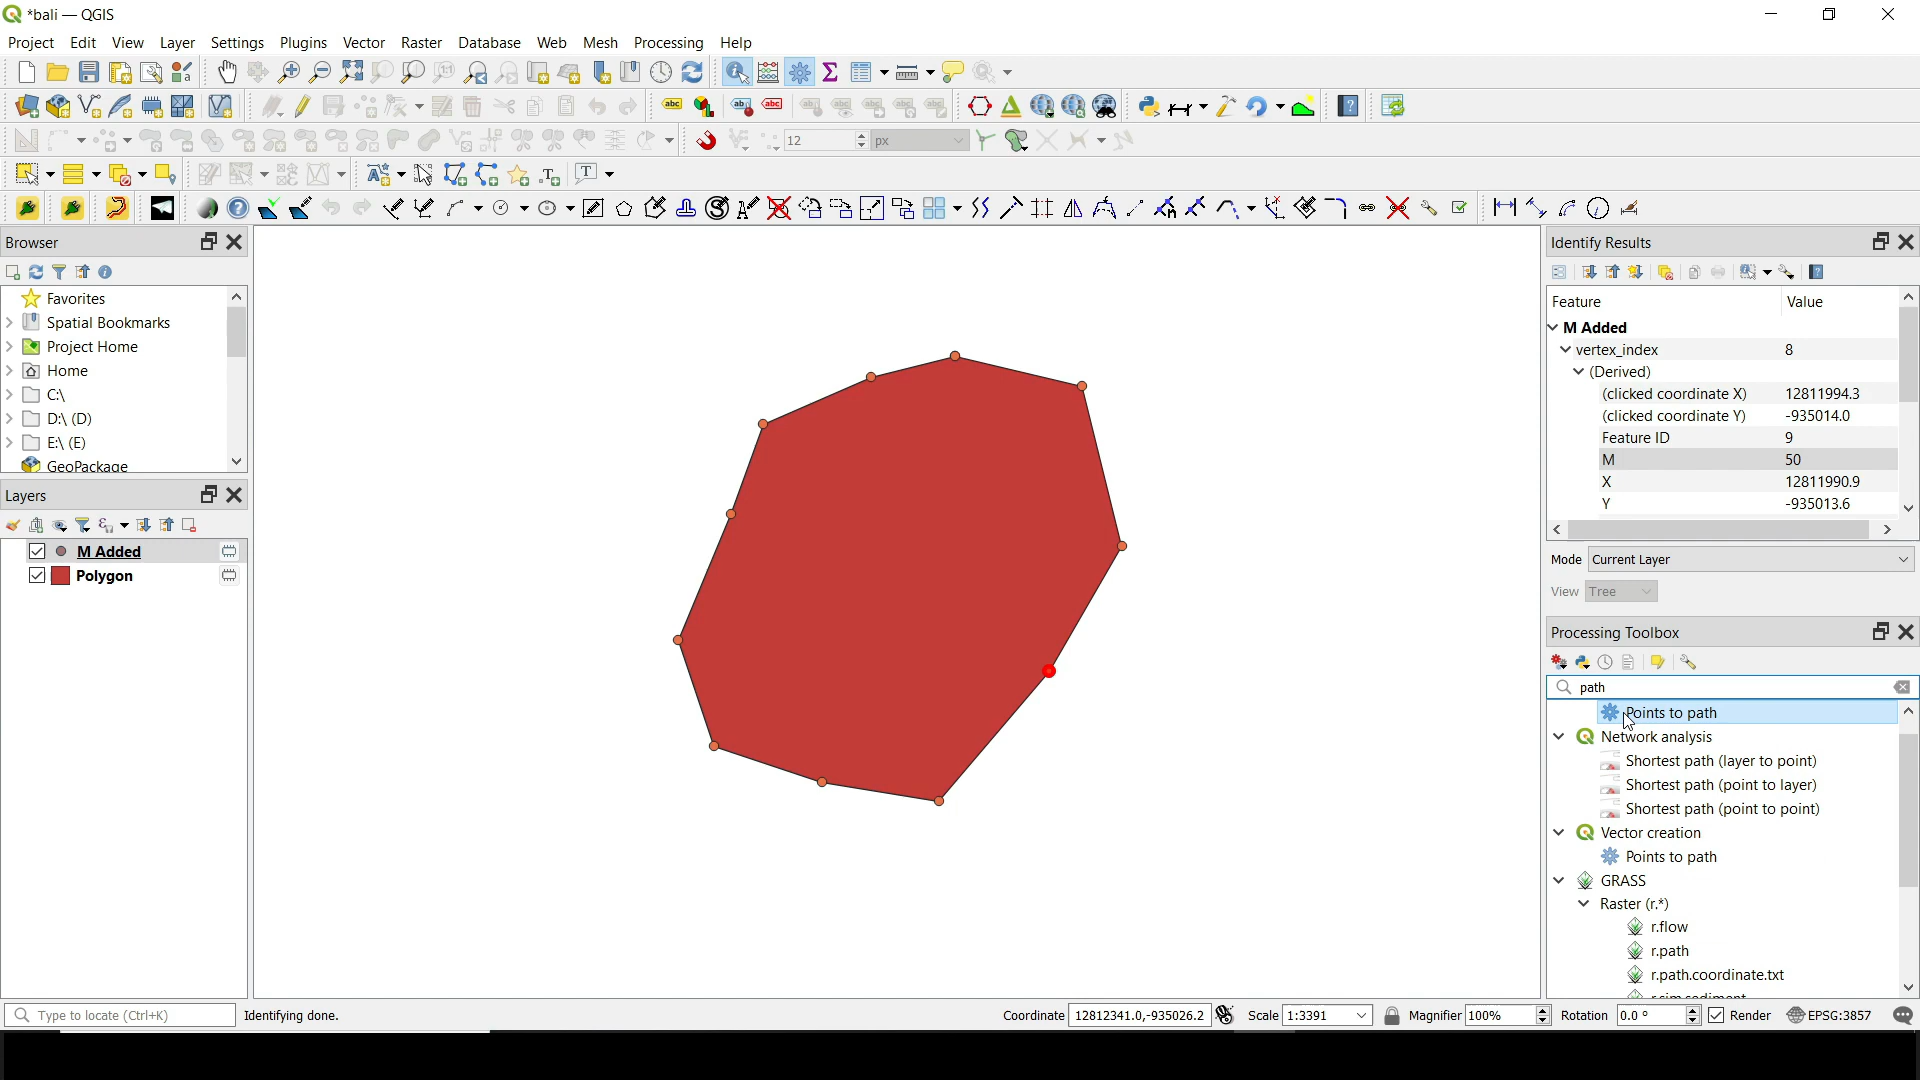 *bali — QGIS
Project Edit View Layer Settings Plugins Vector Raster Database Web Mesh Processing Help
12 px
Browser
Favorites
Spatial Bookmarks
Project Home
Home
C:\
D:\ (D)
E:\ (E)
GeoPackage
Layers
M Added
Polygon
Identify Results
Feature Value
M Added
vertex_index 8
(Derived)
(clicked coordinate X) 12811994.3
(clicked coordinate Y) -935014.0
Feature ID 9
M 50
X 12811990.9
Y -935013.6
Mode Current Layer
View Tree
Processing Toolbox
path
Points to path
Network analysis
Shortest path (layer to point)
Shortest path (point to layer)
Shortest path (point to point)
Vector creation
Points to path
GRASS
Raster (r.*)
r.flow
r.path
r.path.coordinate.txt
r.sim.sediment
Type to locate (Ctrl+K) Identifying done. Coordinate 12812341.0,-935026.2 Scale 1:3391 Magnifier 100% Rotation 0.0 ° Render EPSG:3857